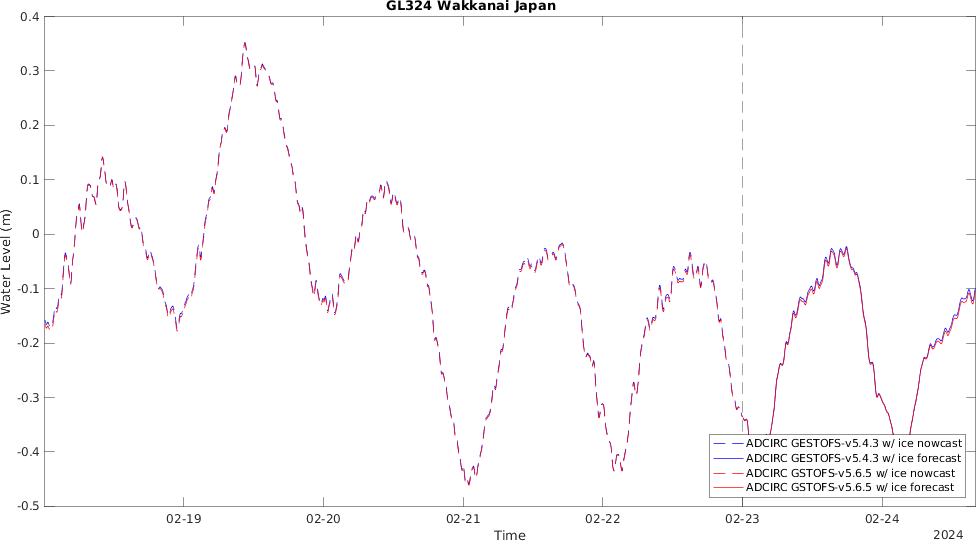 GL324 Wakkanai Japan
Water Level (m)
0.4
0.3
0.2
0.1
0
-0.1
-0.2
-0.3
-0.4
-0.5
ADCIRC GESTOFS-v5.4.3 w/ ice nowcast
ADCIRC GESTOFS-v5.4.3 w/ ice forecast
ADCIRC GSTOFS-v5.6.5 w/ ice nowcast
ADCIRC GSTOFS-v5.6.5 w/ ice forecast
02-19 02-20 02-21 02-22 02-23 02-24
Time
2024